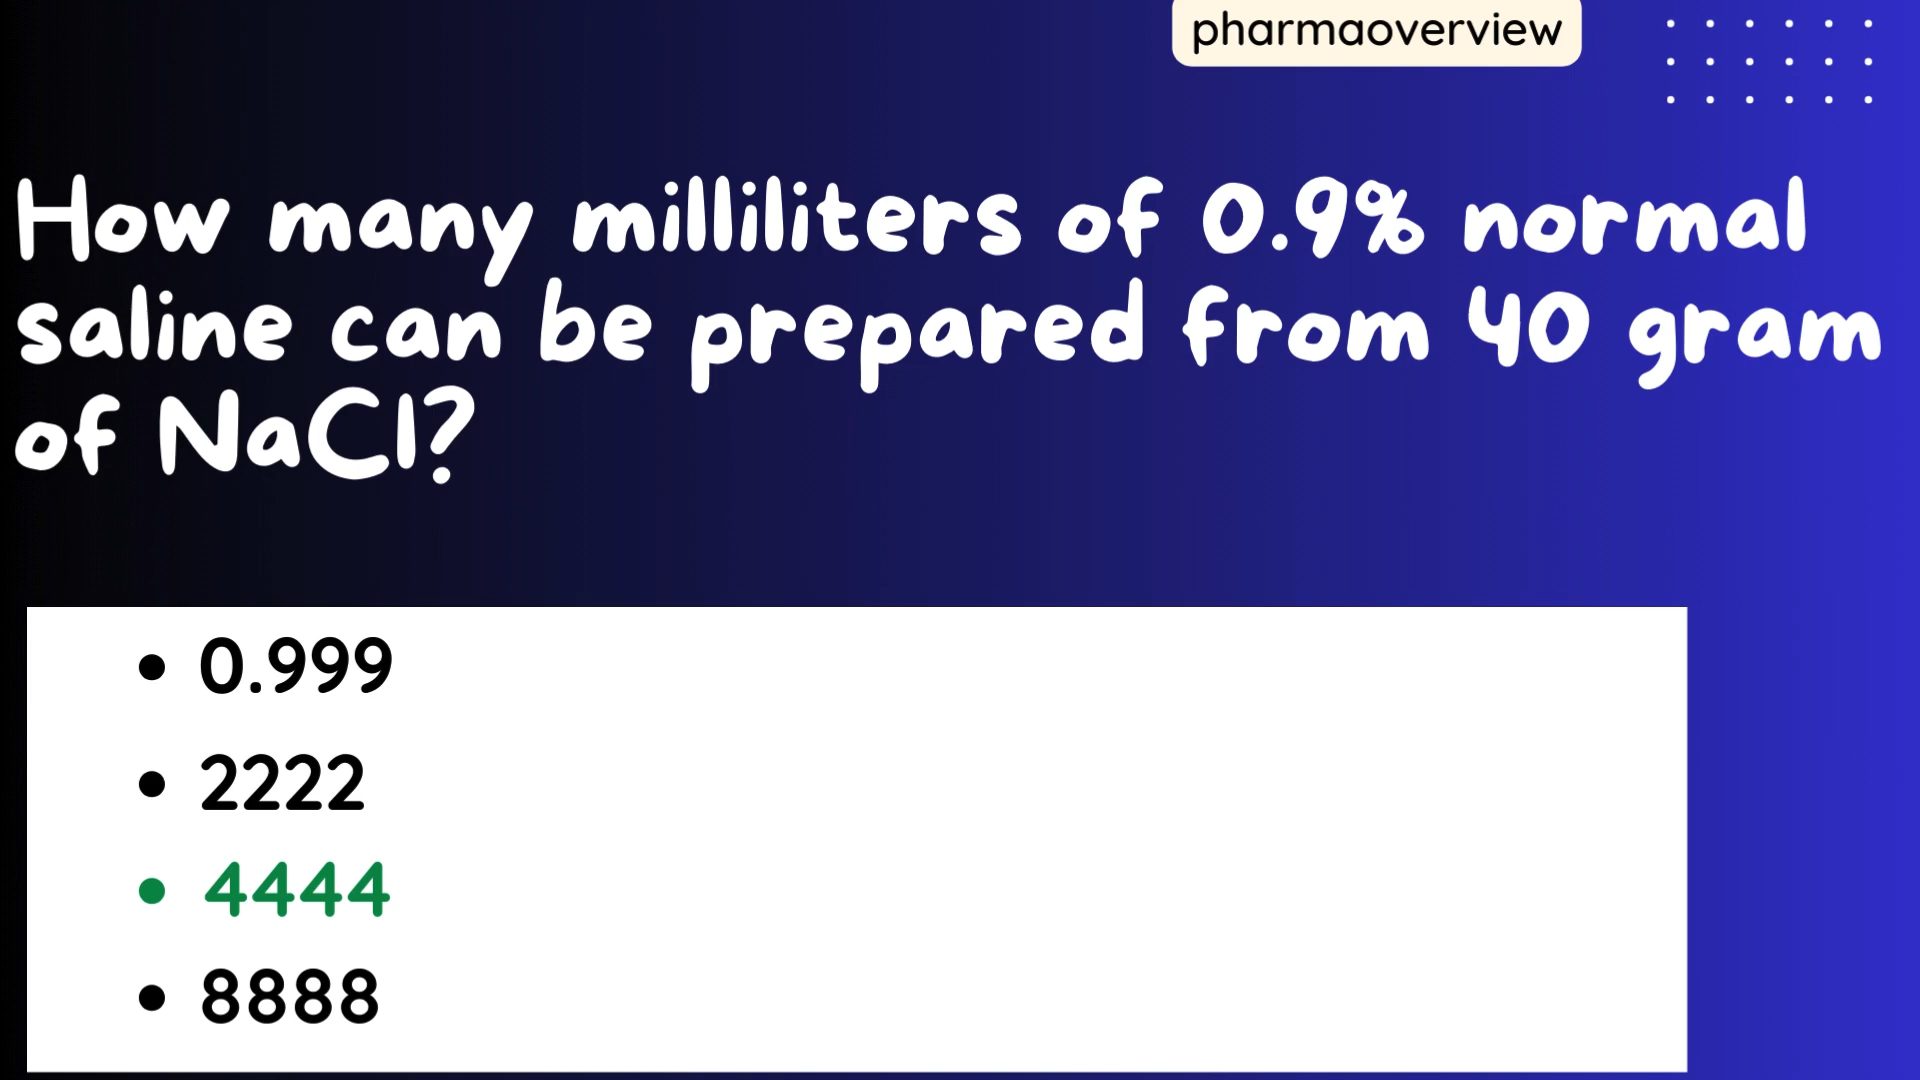 pharmaoverview
How many milliliters of 0.9% normal
saline can be prepared from 40 gram
of NaCl?
• 0.999
• 2222
• 4444
• 8888